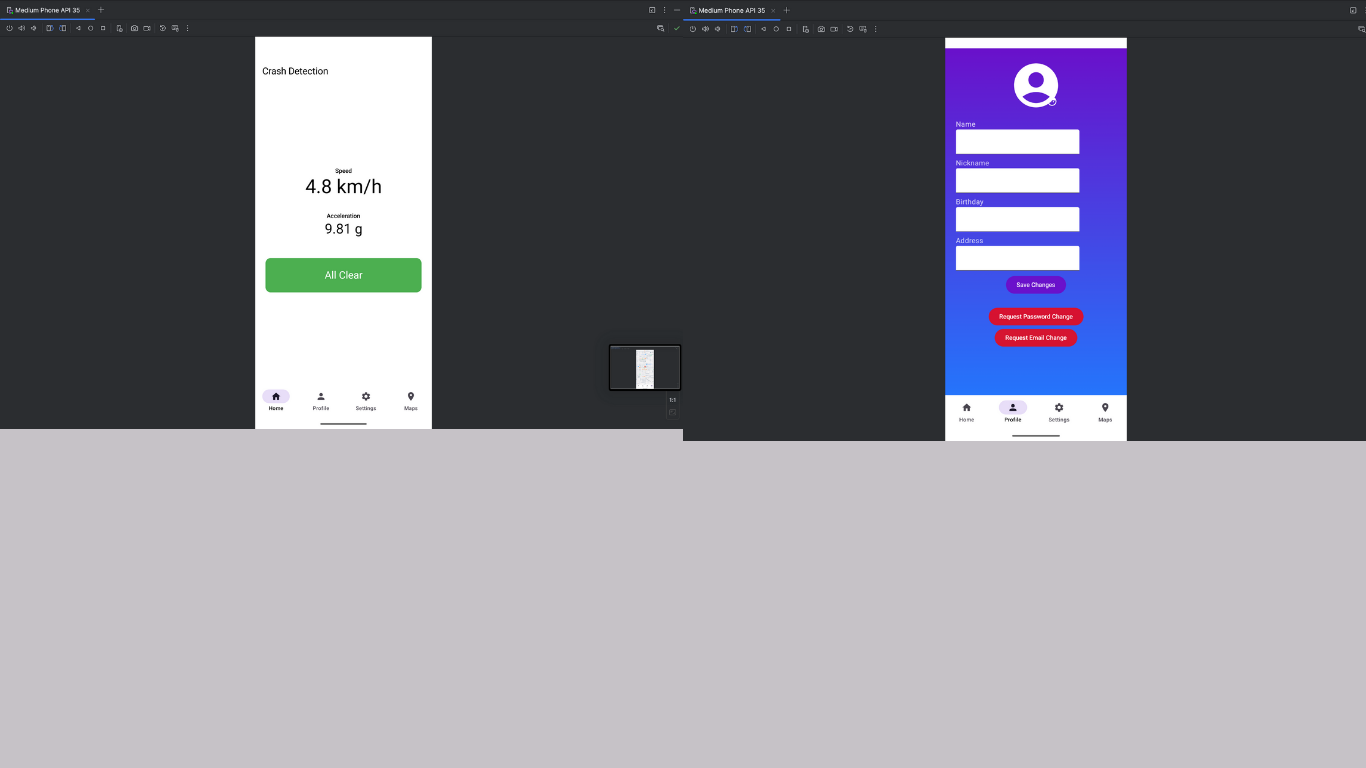 Medium Phone API 35
Crash Detection
Speed
4.8 km/h
Acceleration
9.81 g
All Clear
Home
Profile
Settings
Maps
1:1
Medium Phone API 35
Name
Nickname
Birthday
Address
Save Changes
Request Password Change
Request Email Change
Home
Profile
Settings
Maps